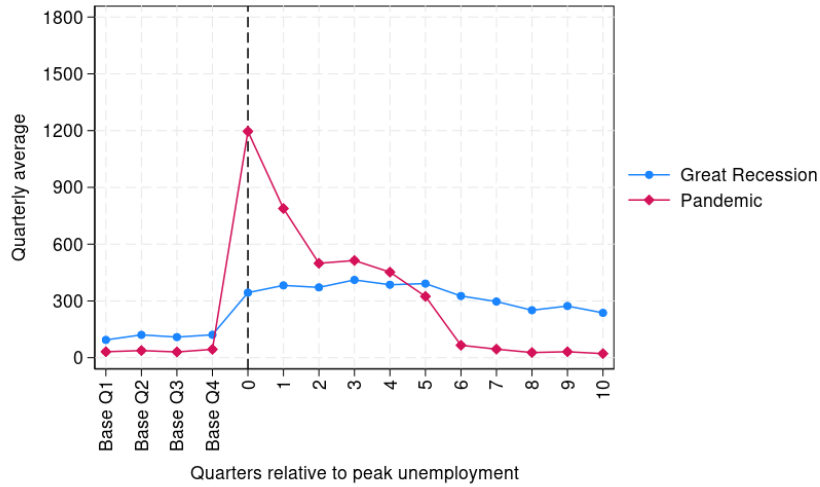 1800
1500
1200
900
600
300
0
Quarterly average
Base Q1
Base Q2
Base Q3
Base Q4
0
1
2
3
4
5
6
7
8
9
10
Quarters relative to peak unemployment
Great Recession
Pandemic